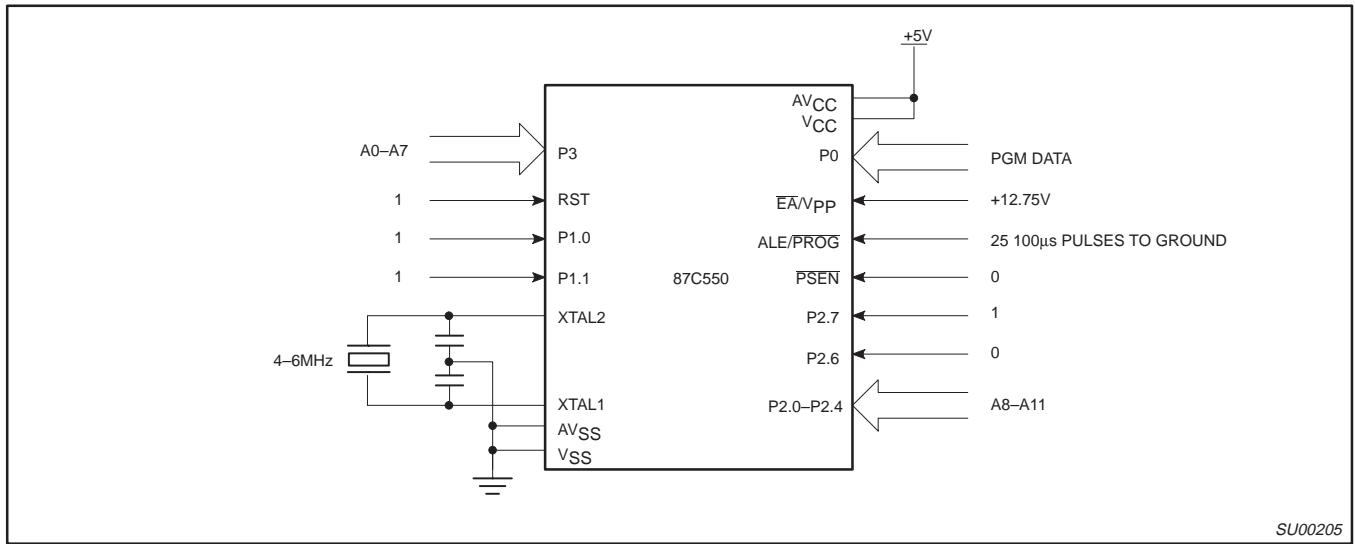 +5V
A0–A7
1
1
1
4–6MHz
P3
RST
P1.0
P1.1
XTAL2
XTAL1
AVSS
VSS
87C550
AVCC
VCC
P0
EA/VPP
ALE/PROG
PSEN
P2.7
P2.6
P2.0–P2.4
PGM DATA
+12.75V
25 100µs PULSES TO GROUND
0
1
0
A8–A11
SU00205